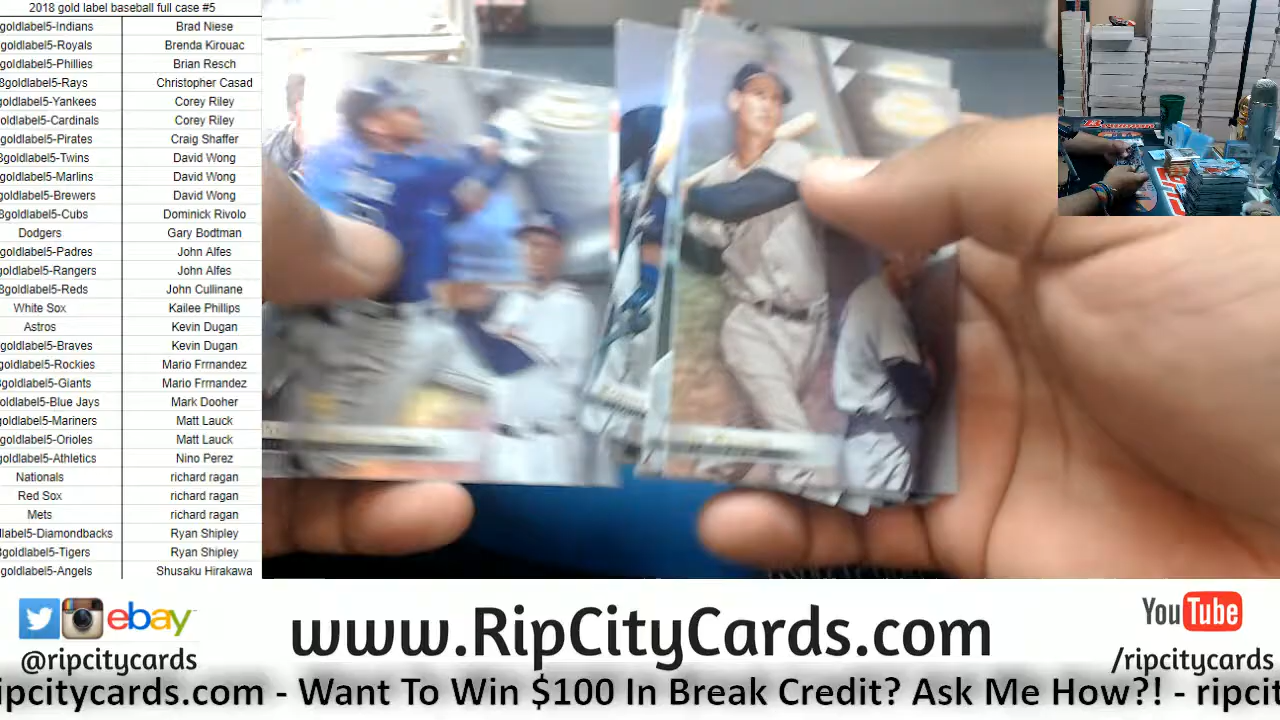 2018 gold label baseball full case #5
goldlabel5-Indians Brad Niese
goldlabel5-Royals Brenda Kirouac
goldlabel5-Phillies Brian Resch
8goldlabel5-Rays Christopher Casad
goldlabel5-Yankees Corey Riley
goldlabel5-Cardinals Corey Riley
goldlabel5-Pirates Craig Shaffer
8goldlabel5-Twins David Wong
goldlabel5-Marlins David Wong
goldlabel5-Brewers David Wong
8goldlabel5-Cubs Dominick Rivolo
Dodgers Gary Bodtman
goldlabel5-Padres John Alfes
goldlabel5-Rangers John Alfes
8goldlabel5-Reds John Cullinane
White Sox Kailee Phillips
Astros Kevin Dugan
goldlabel5-Braves Kevin Dugan
goldlabel5-Rockies Mario Frrnandez
goldlabel5-Giants Mario Frrnandez
oldlabel5-Blue Jays Mark Dooher
goldlabel5-Mariners Matt Lauck
goldlabel5-Orioles Matt Lauck
goldlabel5-Athletics Nino Perez
Nationals richard ragan
Red Sox richard ragan
Mets richard ragan
llabel5-Diamondbacks Ryan Shipley
8goldlabel5-Tigers Ryan Shipley
goldlabel5-Angels Shusaku Hirakawa
ebay
@ripcitycards
www.RipCityCards.com
YouTube
/ripcitycards
ripcitycards.com - Want To Win $100 In Break Credit? Ask Me How?! - ripcit